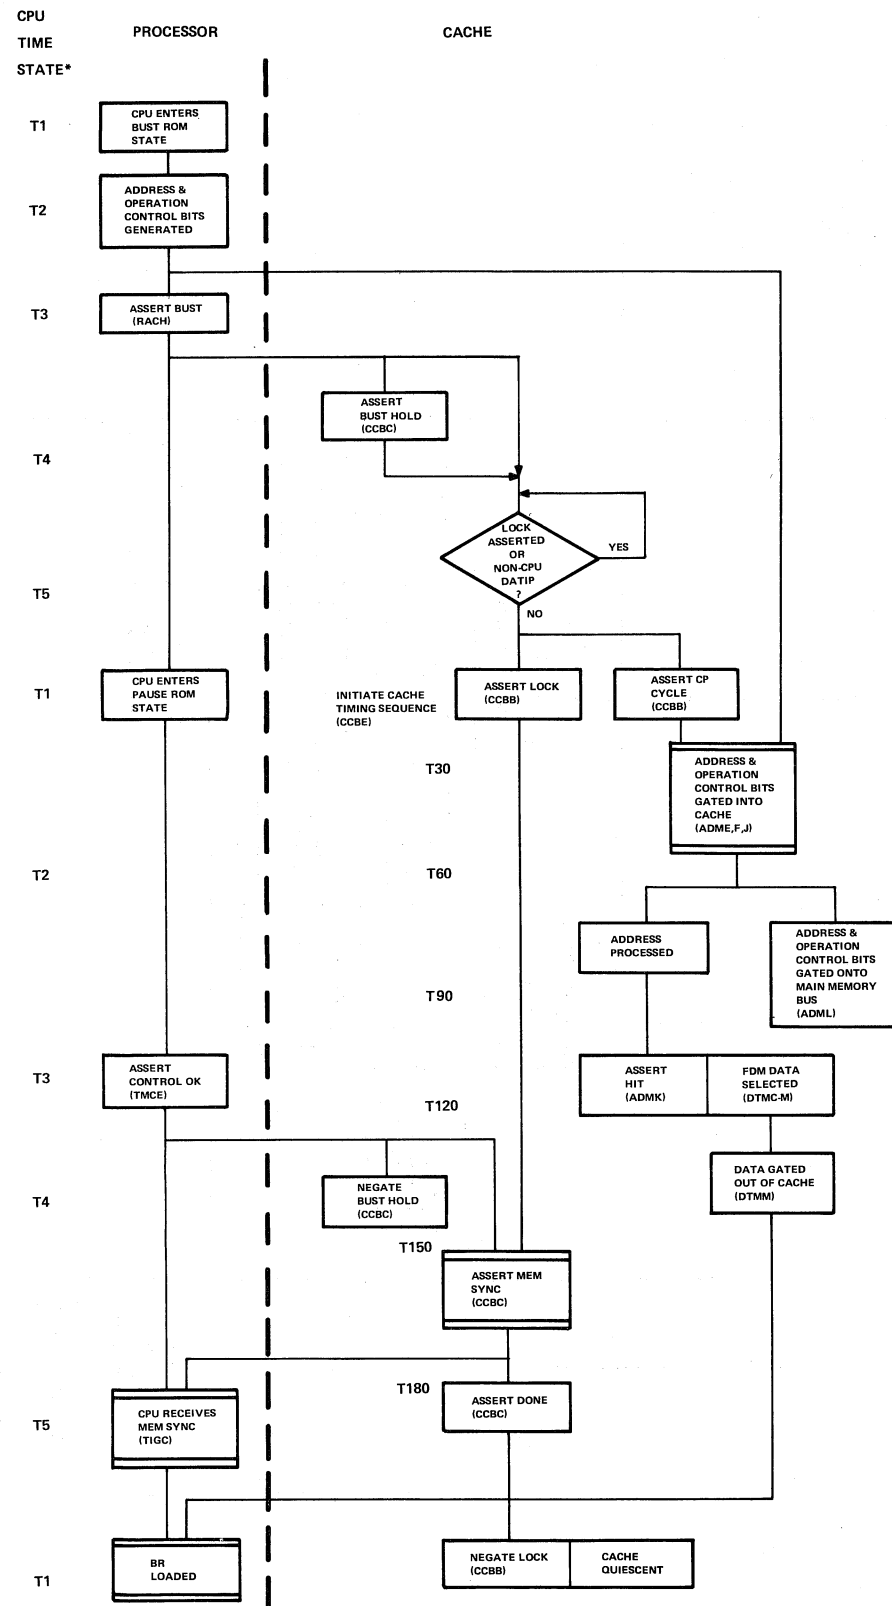 CPU
TIME
STATE*
PROCESSOR
CACHE
T1
CPU ENTERS
BUST ROM
STATE
T2
ADDRESS &
OPERATION
CONTROL BITS
GENERATED
T3
ASSERT BUST
(RACH)
ASSERT
BUST HOLD
(CCBC)
T4
LOCK
ASSERTED
OR
NON-CPU
DATIP
?
YES
T5
NO
T1
CPU ENTERS
PAUSE ROM
STATE
INITIATE CACHE
TIMING SEQUENCE
(CCBE)
ASSERT LOCK
(CCBB)
ASSERT CP
CYCLE
(CCBB)
T30
ADDRESS &
OPERATION
CONTROL BITS
GATED INTO
CACHE
(ADME,F,J)
T2
T60
ADDRESS
PROCESSED
ADDRESS &
OPERATION
CONTROL BITS
GATED ONTO
MAIN MEMORY
BUS
(ADML)
T90
T3
ASSERT
CONTROL OK
(TMCE)
T120
ASSERT
HIT
(ADMK)
FDM DATA
SELECTED
(DTMC-M)
DATA GATED
OUT OF CACHE
(DTMM)
T4
NEGATE
BUST HOLD
(CCBC)
T150
ASSERT MEM
SYNC
(CCBC)
T180
ASSERT DONE
(CCBC)
T5
CPU RECEIVES
MEM SYNC
(TIGC)
T1
BR
LOADED
NEGATE LOCK
(CCBB)
CACHE
QUIESCENT